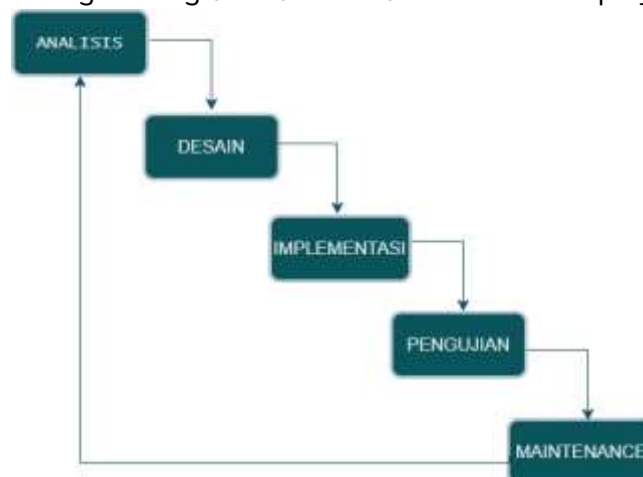 ANALISIS
DESAIN
IMPLEMENTASI
PENGUJIAN
MAINTENANCE